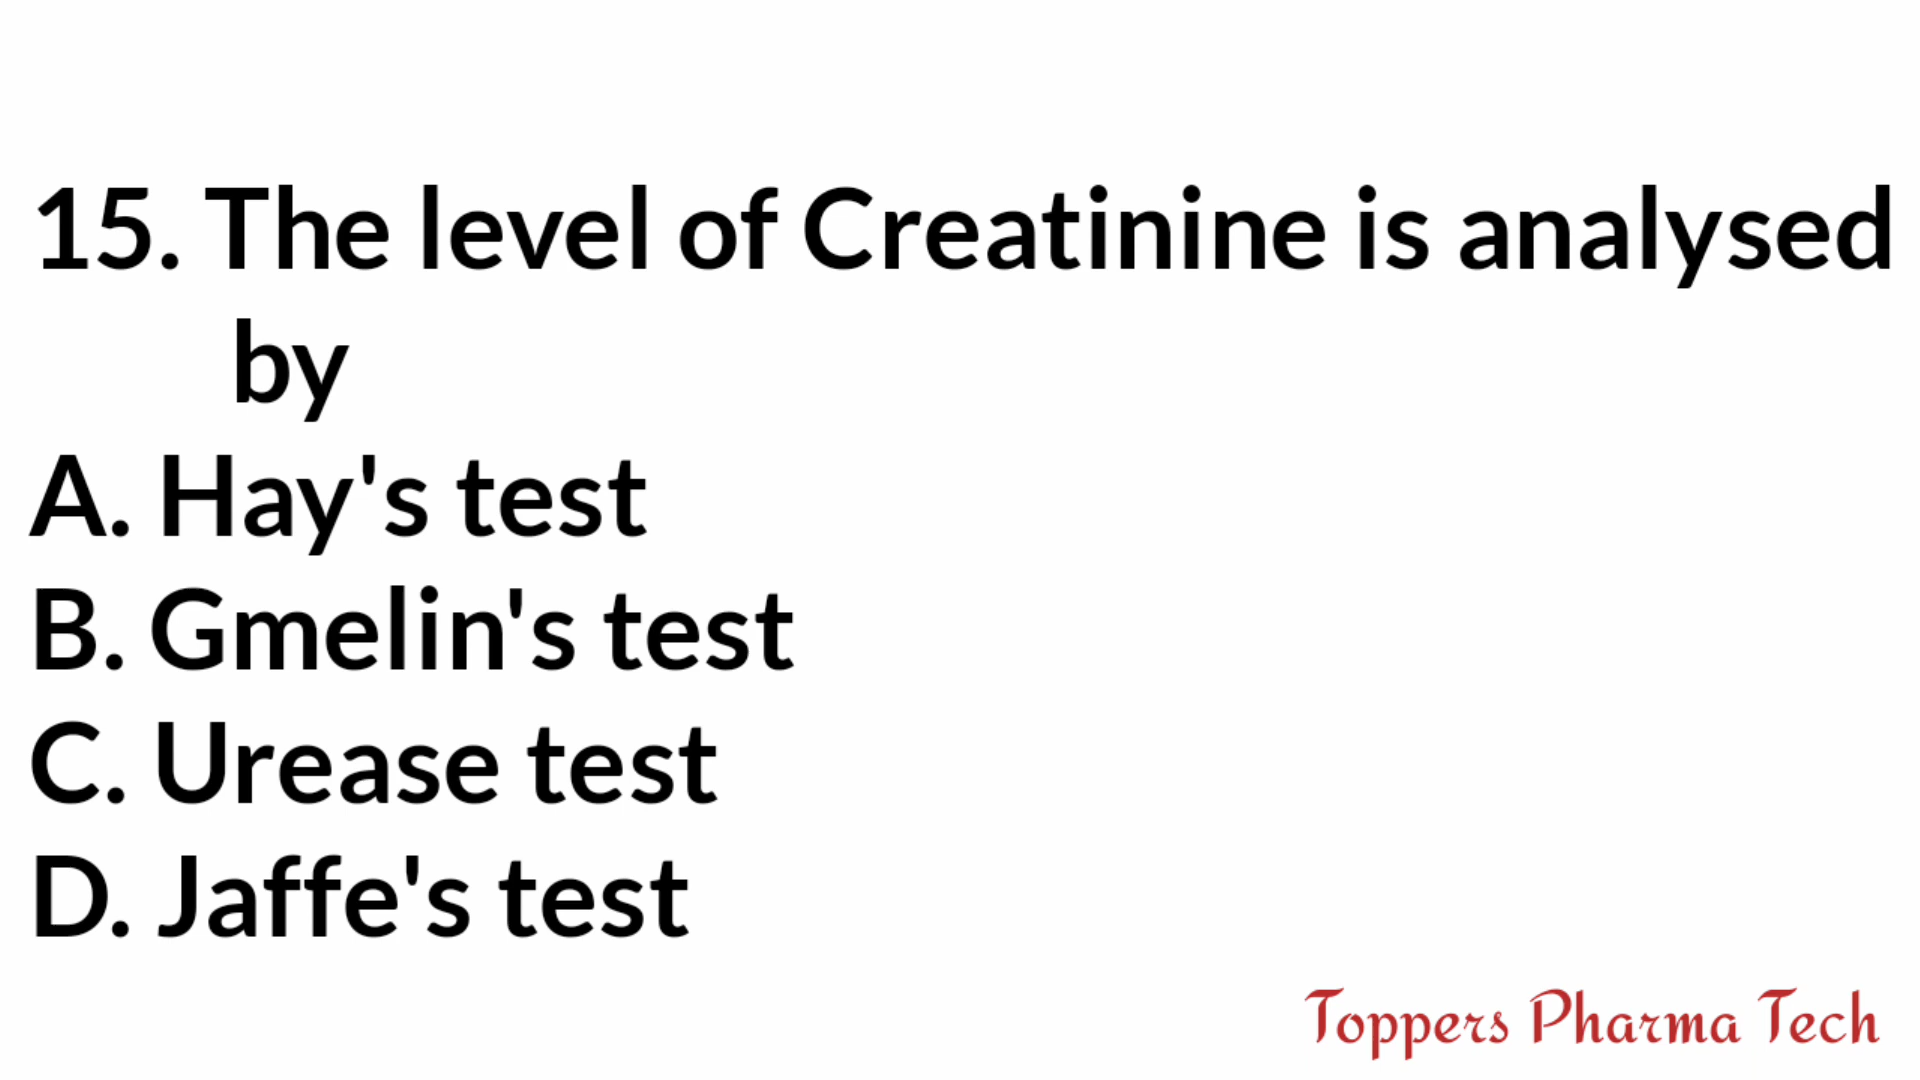 15. The level of Creatinine is analysed
by
A. Hay's test
B. Gmelin's test
C. Urease test
D. Jaffe's test
Toppers Pharma Tech